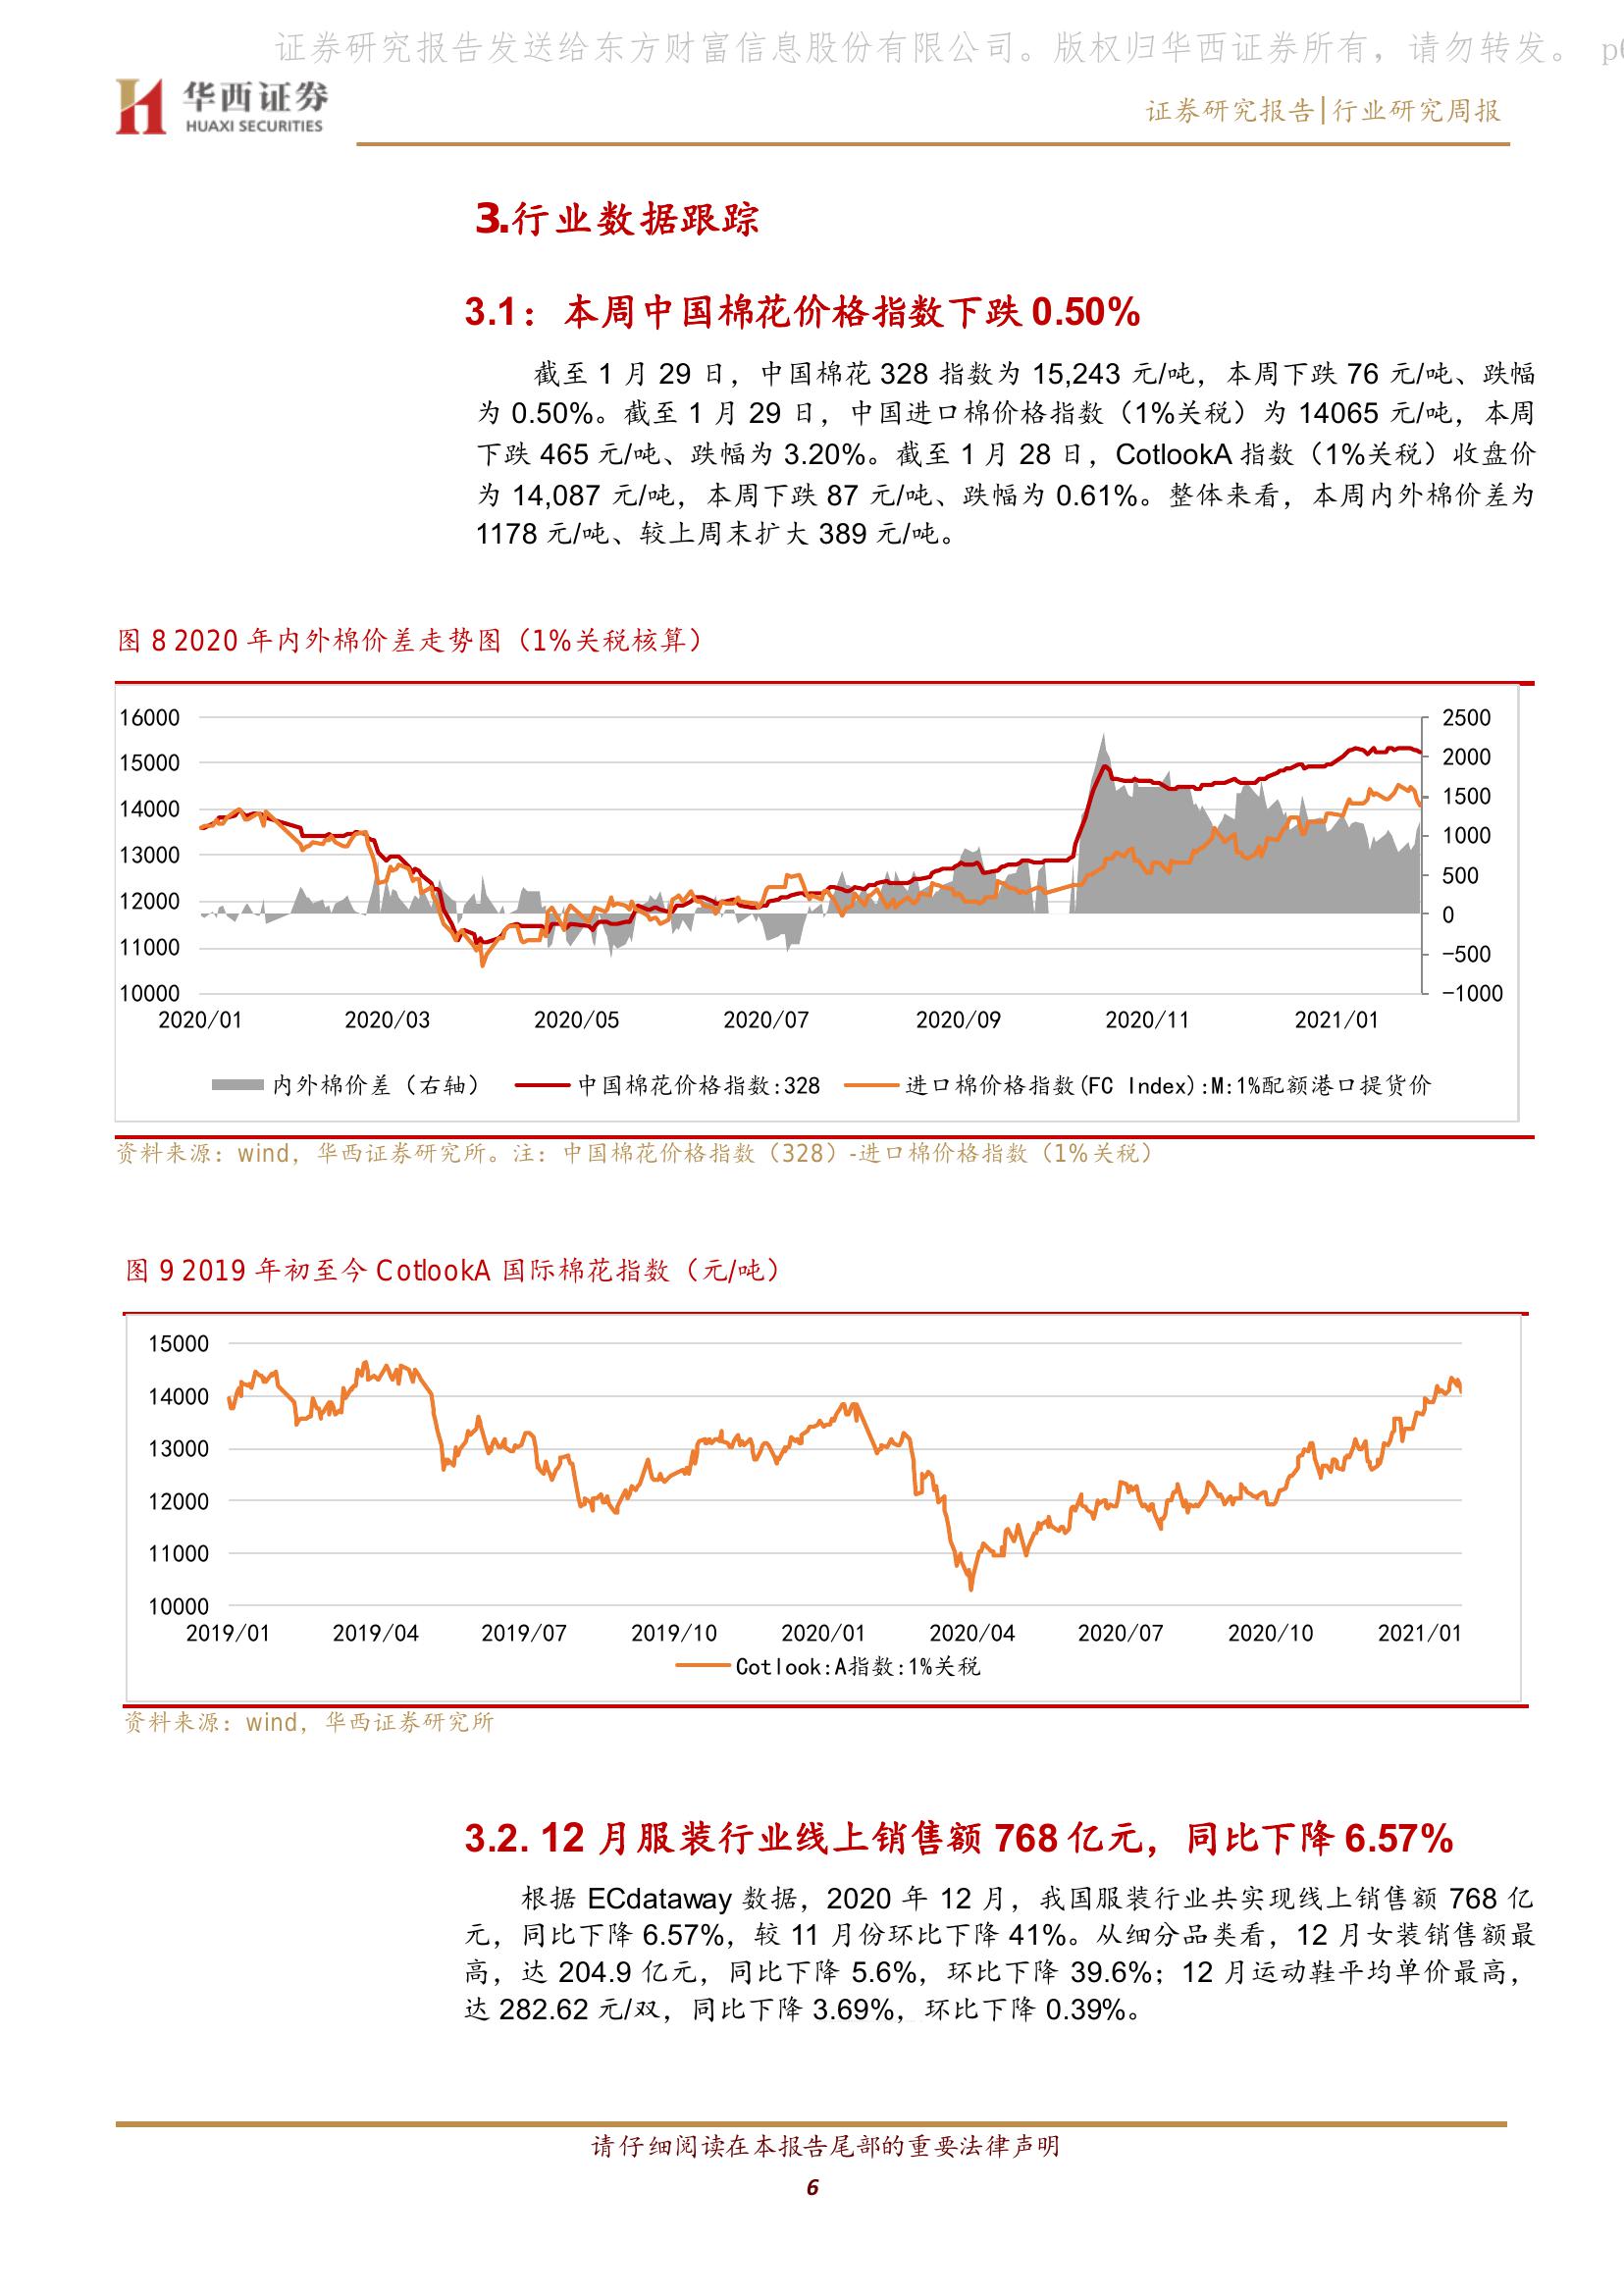 证券研究报告发送给东方财富信息股份有限公司。版权归华西证券所有，请勿转发。 p6
华西证券
HUAXI SECURITIES
证券研究报告|行业研究周报
3.行业数据跟踪
3.1：本周中国棉花价格指数下跌 0.50%
截至 1 月 29 日，中国棉花 328 指数为 15,243 元/吨，本周下跌 76 元/吨、跌幅
为 0.50%。截至 1 月 29 日，中国进口棉价格指数（1%关税）为 14065 元/吨，本周
下跌 465 元/吨、跌幅为 3.20%。截至 1 月 28 日，CotlookA 指数（1%关税）收盘价
为 14,087 元/吨，本周下跌 87 元/吨、跌幅为 0.61%。整体来看，本周内外棉价差为
1178 元/吨、较上周末扩大 389 元/吨。
图 8 2020 年内外棉价差走势图（1%关税核算）
16000
15000
14000
13000
12000
11000
10000
2500
2000
1500
1000
500
0
-500
-1000
2020/01 2020/03 2020/05 2020/07 2020/09 2020/11 2021/01
内外棉价差（右轴） 中国棉花价格指数:328 进口棉价格指数(FC Index):M:1%配额港口提货价
资料来源：wind，华西证券研究所。注：中国棉花价格指数（328）-进口棉价格指数（1%关税）
图 9 2019 年初至今 CotlookA 国际棉花指数（元/吨）
15000
14000
13000
12000
11000
10000
2019/01 2019/04 2019/07 2019/10 2020/01 2020/04 2020/07 2020/10 2021/01
Cotlook:A指数:1%关税
资料来源：wind，华西证券研究所
3.2. 12 月服装行业线上销售额 768 亿元，同比下降 6.57%
根据 ECdataway 数据，2020 年 12 月，我国服装行业共实现线上销售额 768 亿
元，同比下降 6.57%，较 11 月份环比下降 41%。从细分品类看，12 月女装销售额最
高，达 204.9 亿元，同比下降 5.6%，环比下降 39.6%；12 月运动鞋平均单价最高，
达 282.62 元/双，同比下降 3.69%，环比下降 0.39%。
请仔细阅读在本报告尾部的重要法律声明
6